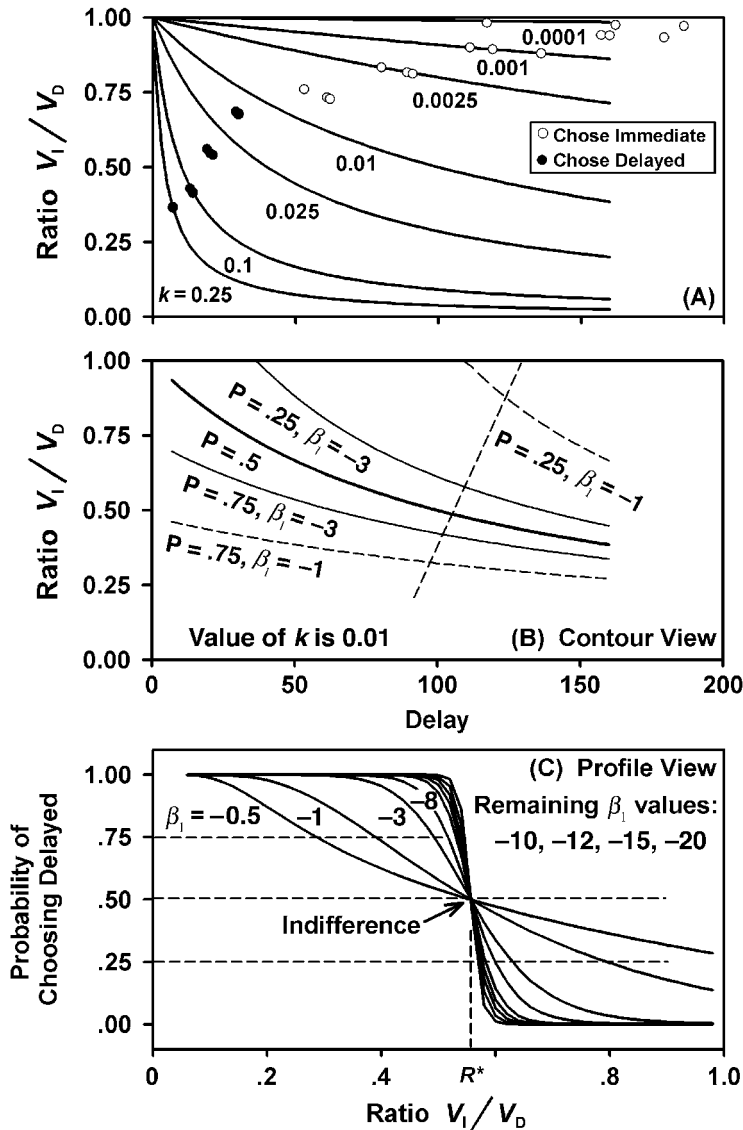 1.00
0.75
0.50
0.25
0.00
Ratio V_I / V_D
0.0001
0.001
0.0025
0.01
0.025
0.1
k = 0.25
Chose Immediate
Chose Delayed
(A)
1.00
0.75
0.50
0.25
0.00
Ratio V_I / V_D
P = .25, β_I = –3
P = .5
P = .75, β_I = –3
P = .75, β_I = –1
P = .25, β_I = –1
Value of k is 0.01
(B) Contour View
0
50
100
150
200
Delay
(C) Profile View
1.00
.75
.50
.25
.00
Probability of
Choosing Delayed
β_I = –0.5
–1
–3
–8
Remaining β_I values:
–10, –12, –15, –20
Indifference
0
.2
.4
R*
.6
.8
1.0
Ratio V_I / V_D